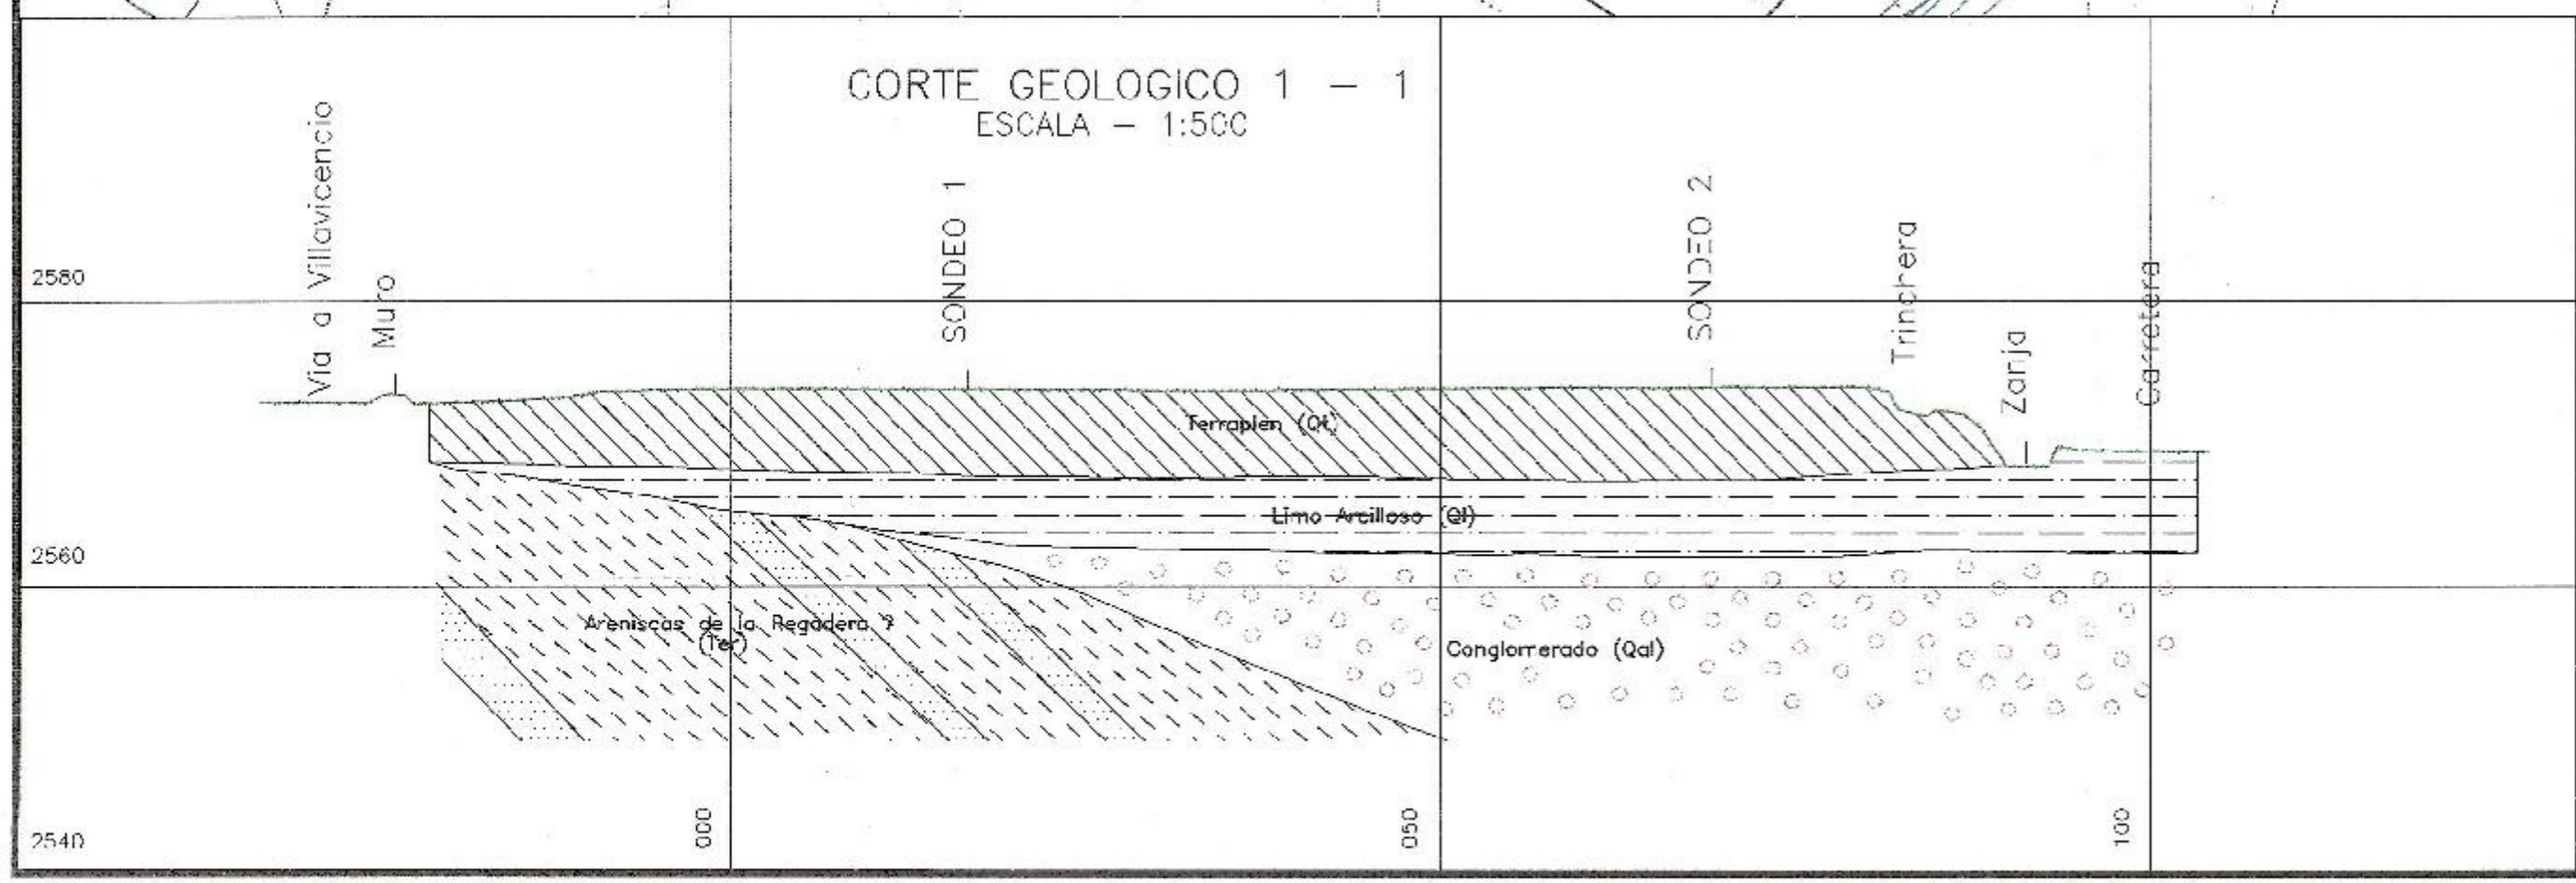 CORTE GEOLOGICO 1 - 1
ESCALA - 1:500
Via a Villavicencio
Muro
SONDEO 1
SONDEO 2
Trinchera
Zanja
Carretera
2580
Terraplen (Qt)
Limo Arcilloso (Ql)
2560
Areniscas de la Regadera ?
(Ter)
Conglomerado (Qal)
000
050
100
2540